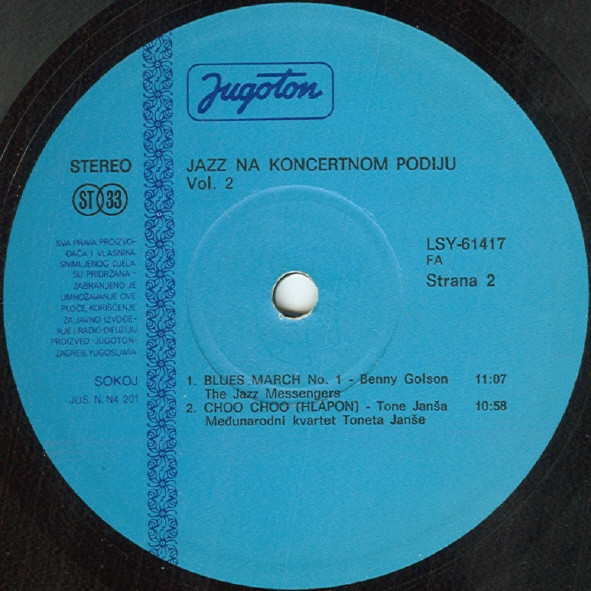 Jugoton
STEREO
ST 33
JAZZ NA KONCERTNOM PODIJU
Vol. 2
LSY-61417
FA
Strana 2
SVA PRAVA PROIZVO-
ĐAČA I VLASNIKA
SNIMLJENOG DJELA
SU PRIDRŽANA -
ZABRANJENO JE
UMNOŽAVANJE OVE
PLOČE, KORIŠĆENJE
ZA JAVNO IZVOĐE-
NJE I RADIO-DIFUZIJU
PROIZVEO »JUGOTON«
ZAGREB, YUGOSLAVIA
SOKOJ
JUS. N. N4 201
1. BLUES MARCH No. 1 - Benny Golson 11:07
The Jazz Messengers
2. CHOO CHOO (HLAPON) - Tone Janša 10:58
Međunarodni kvartet Toneta Janše